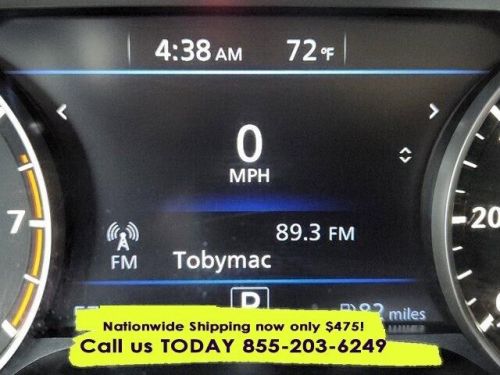 4:38 AM 72°F
0
MPH
7
20
89.3 FM
FM Tobymac
P 82 miles
Nationwide Shipping now only $475!
Call us TODAY 855-203-6249